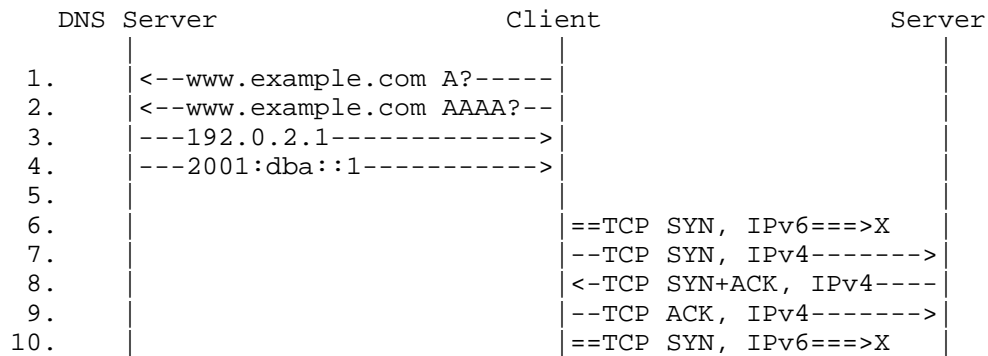 DNS Server                  Client                  Server
     |                          |                       |
 1.  |<--www.example.com A?-----|                       |
 2.  |<--www.example.com AAAA?--|                       |
 3.  |---192.0.2.1------------->|                       |
 4.  |---2001:dba::1----------->|                       |
 5.  |                          |                       |
 6.  |                          |==TCP SYN, IPv6===>X   |
 7.  |                          |--TCP SYN, IPv4------->|
 8.  |                          |<-TCP SYN+ACK, IPv4----|
 9.  |                          |--TCP ACK, IPv4------->|
10.  |                          |==TCP SYN, IPv6===>X   |